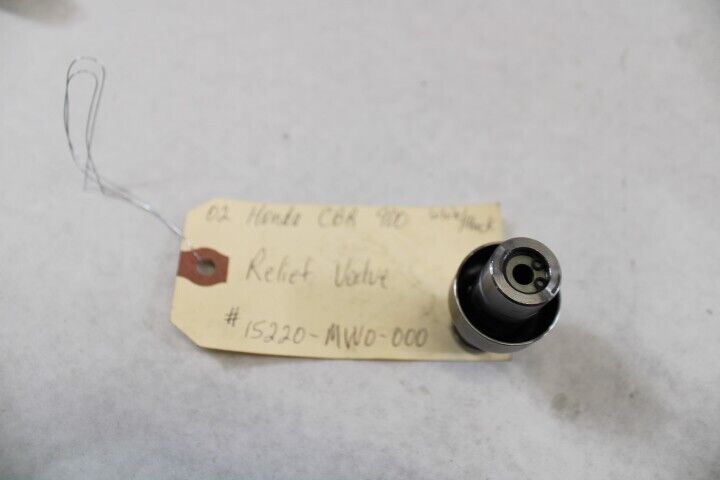 02 Honda CBR 900
Relief Valve
# 15220-MW0-000